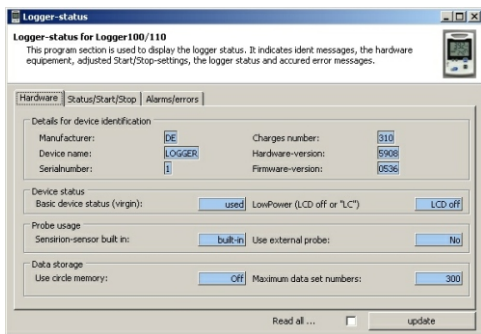 Logger-status
Logger-status for Logger100/110
This program section is used to display the logger status. It indicates ident messages, the hardware
equipement, adjusted Start/Stop-settings, the logger status and accured error messages.
Hardware Status/Start/Stop Alarms/errors
Details for device identification
Manufacturer: DE Charges number: 310
Device name: LOGGER Hardware-version: 5908
Serialnumber: 1 Firmware-version: 0536
Device status
Basic device status (virgin): used LowPower (LCD off or "LC") LCD off
Probe usage
Sensirion-sensor built in: built-in Use external probe: No
Data storage
Use circle memory: Off Maximum data set numbers: 300
Read all ... update